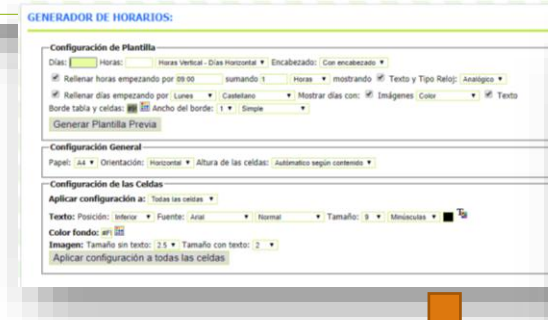 GENERADOR DE HORARIOS:
Configuración de Plantilla
Días: Horas: Horas Vertical - Días Horizontal Encabezado: Con encabezado
Rellenar horas empezando por 09:00 sumando 1 Horas mostrando Texto y Tipo Reloj: Analógico
Rellenar días empezando por Lunes Castellano Mostrar días con: Imágenes Color Texto
Borde tabla y celdas: Ancho del borde: 1 Simple
Generar Plantilla Previa
Configuración General
Papel: A4 Orientación: Horizontal Altura de las celdas: Automático según contenido
Configuración de las Celdas
Aplicar configuración a: Todas las celdas
Texto: Posición: Inferior Fuente: Arial Normal Tamaño: 9 Minúsculas
Color fondo: #F
Imagen: Tamaño sin texto: 2.5 Tamaño con texto: 2
Aplicar configuración a todas las celdas